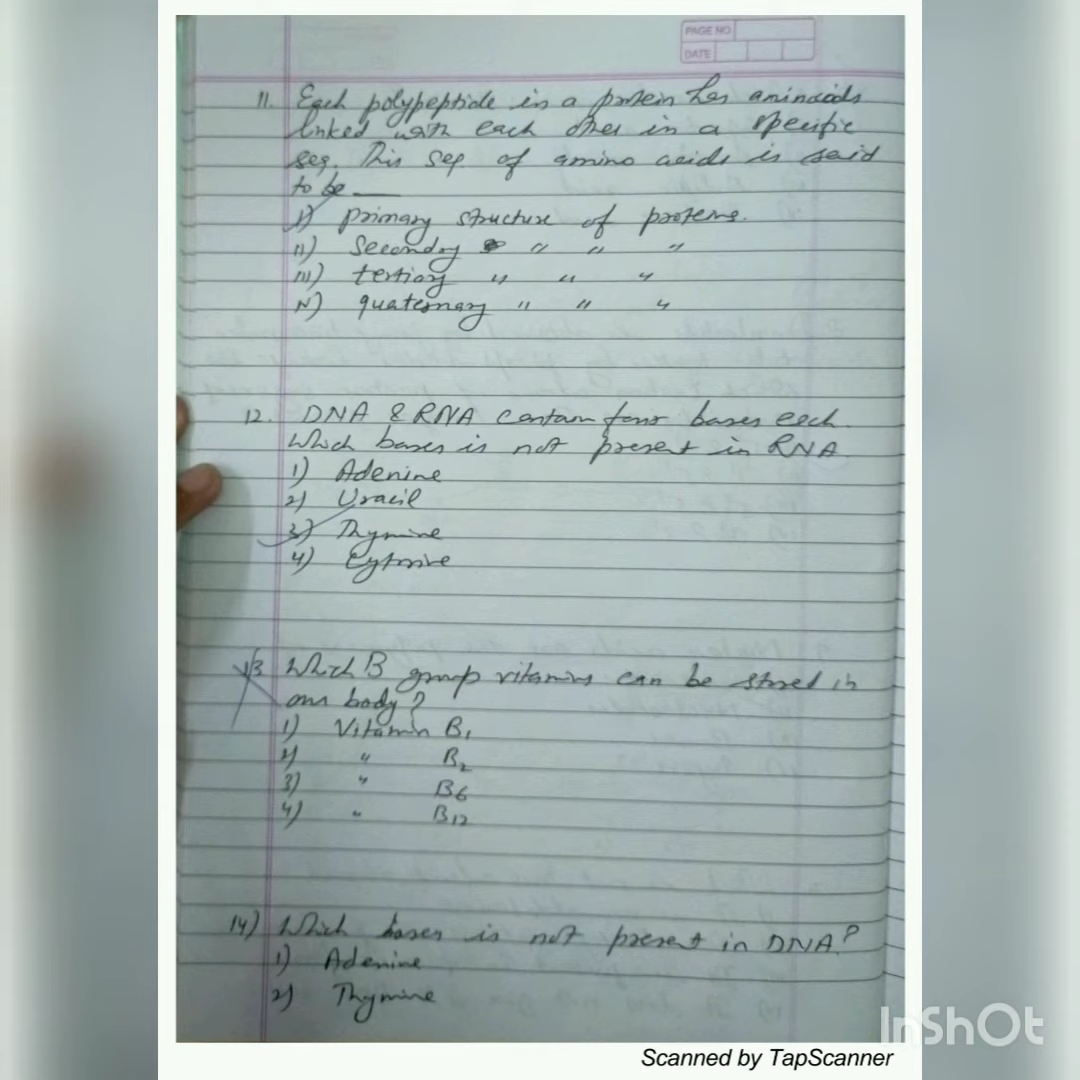 PAGE NO
DATE
11. Each polypeptide in a protein has aminoacids
linked with each other in a specific
seq. This seq of amino acids is said
to be __
i) primary structure of proteins.
ii) secondry " " "
iii) tertiary " " "
iv) quaternary " " "
12. DNA & RNA contain four bases each.
Which bases is not present in RNA
1) Adenine
2) Uracil
3) Thymine
4) Cytosine
13 Which B group vitamins can be stored in
our body?
1) Vitamin B1
2) " B2
3) " B6
4) " B12
14) Which bases is not present in DNA?
1) Adenine
2) Thymine
InShOt
Scanned by TapScanner